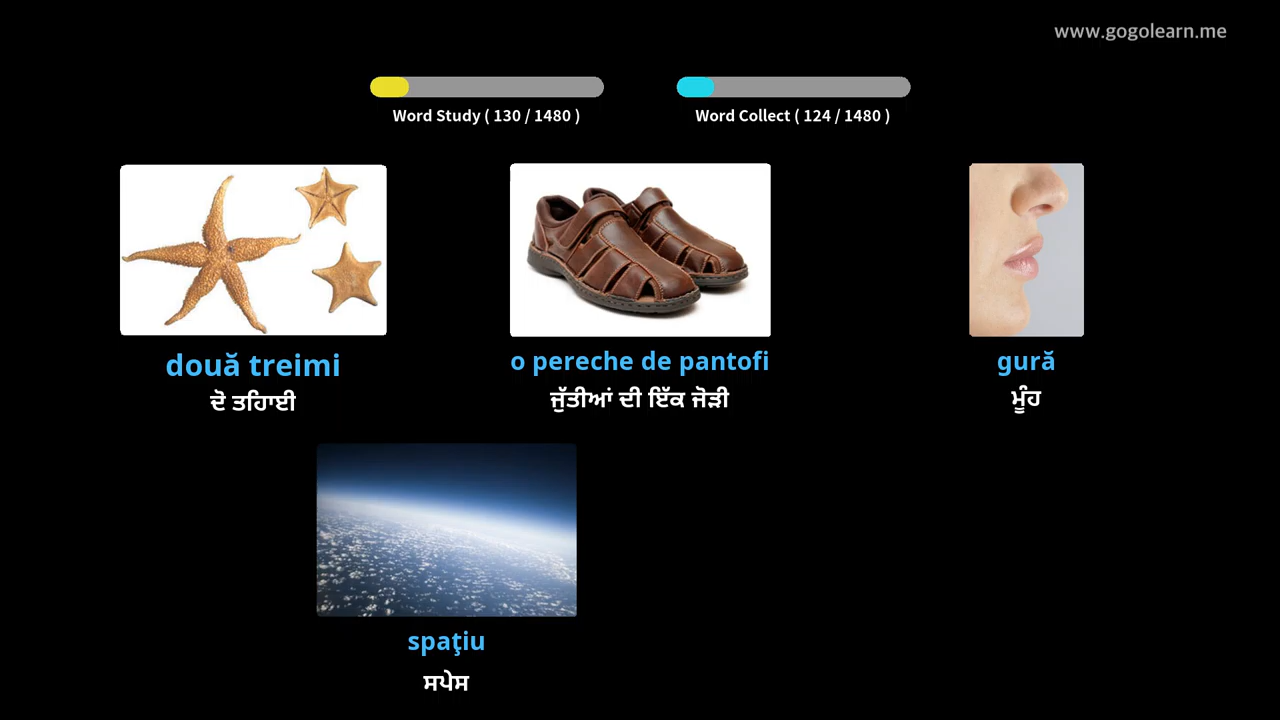 www.gogolearn.me
Word Study ( 130 / 1480 )
Word Collect ( 124 / 1480 )
două treimi
ਦੋ ਤਹਿਾਈ
o pereche de pantofi
ਜੁੱਤੀਆਂ ਦੀ ਇੱਕ ਜੋੜੀ
gură
ਮੂੰਹ
spaţiu
ਸਪੇਸ